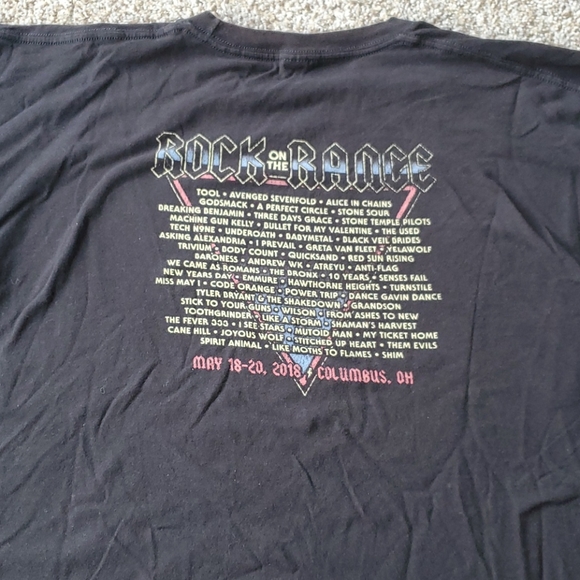 ROCK ON THE RANGE
TOOL • AVENGED SEVENFOLD • ALICE IN CHAINS
GODSMACK • A PERFECT CIRCLE • STONE SOUR
BREAKING BENJAMIN • THREE DAYS GRACE • STONE TEMPLE PILOTS
MACHINE GUN KELLY • BULLET FOR MY VALENTINE • THE USED
TECH N9NE • UNDEROATH • BABYMETAL • BLACK VEIL BRIDES
ASKING ALEXANDRIA • I PREVAIL • GRETA VAN FLEET • YELAWOLF
TRIVIUM • BODY COUNT • QUICKSAND • RED SUN RISING
BARONESS • ANDREW WK • ATREYU • ANTI-FLAG
WE CAME AS ROMANS • THE BRONX • 10 YEARS • SENSES FAIL
NEW YEARS DAY • EMMURE • HAWTHORNE HEIGHTS • TURNSTILE
MISS MAY I • CODE ORANGE • POWER TRIP • DANCE GAVIN DANCE
TYLER BRYANT & THE SHAKEDOWN • GRANDSON
STICK TO YOUR GUNS • WILSON • FROM ASHES TO NEW
TOOTHGRINDER • LIKE A STORM • SHAMAN'S HARVEST
THE FEVER 333 • I SEE STARS • MUTOID MAN • MY TICKET HOME
CANE HILL • JOYOUS WOLF • STITCHED UP HEART • THEM EVILS
SPIRIT ANIMAL • LIKE MOTHS TO FLAMES • SHIM
MAY 18-20, 2018 COLUMBUS, OH